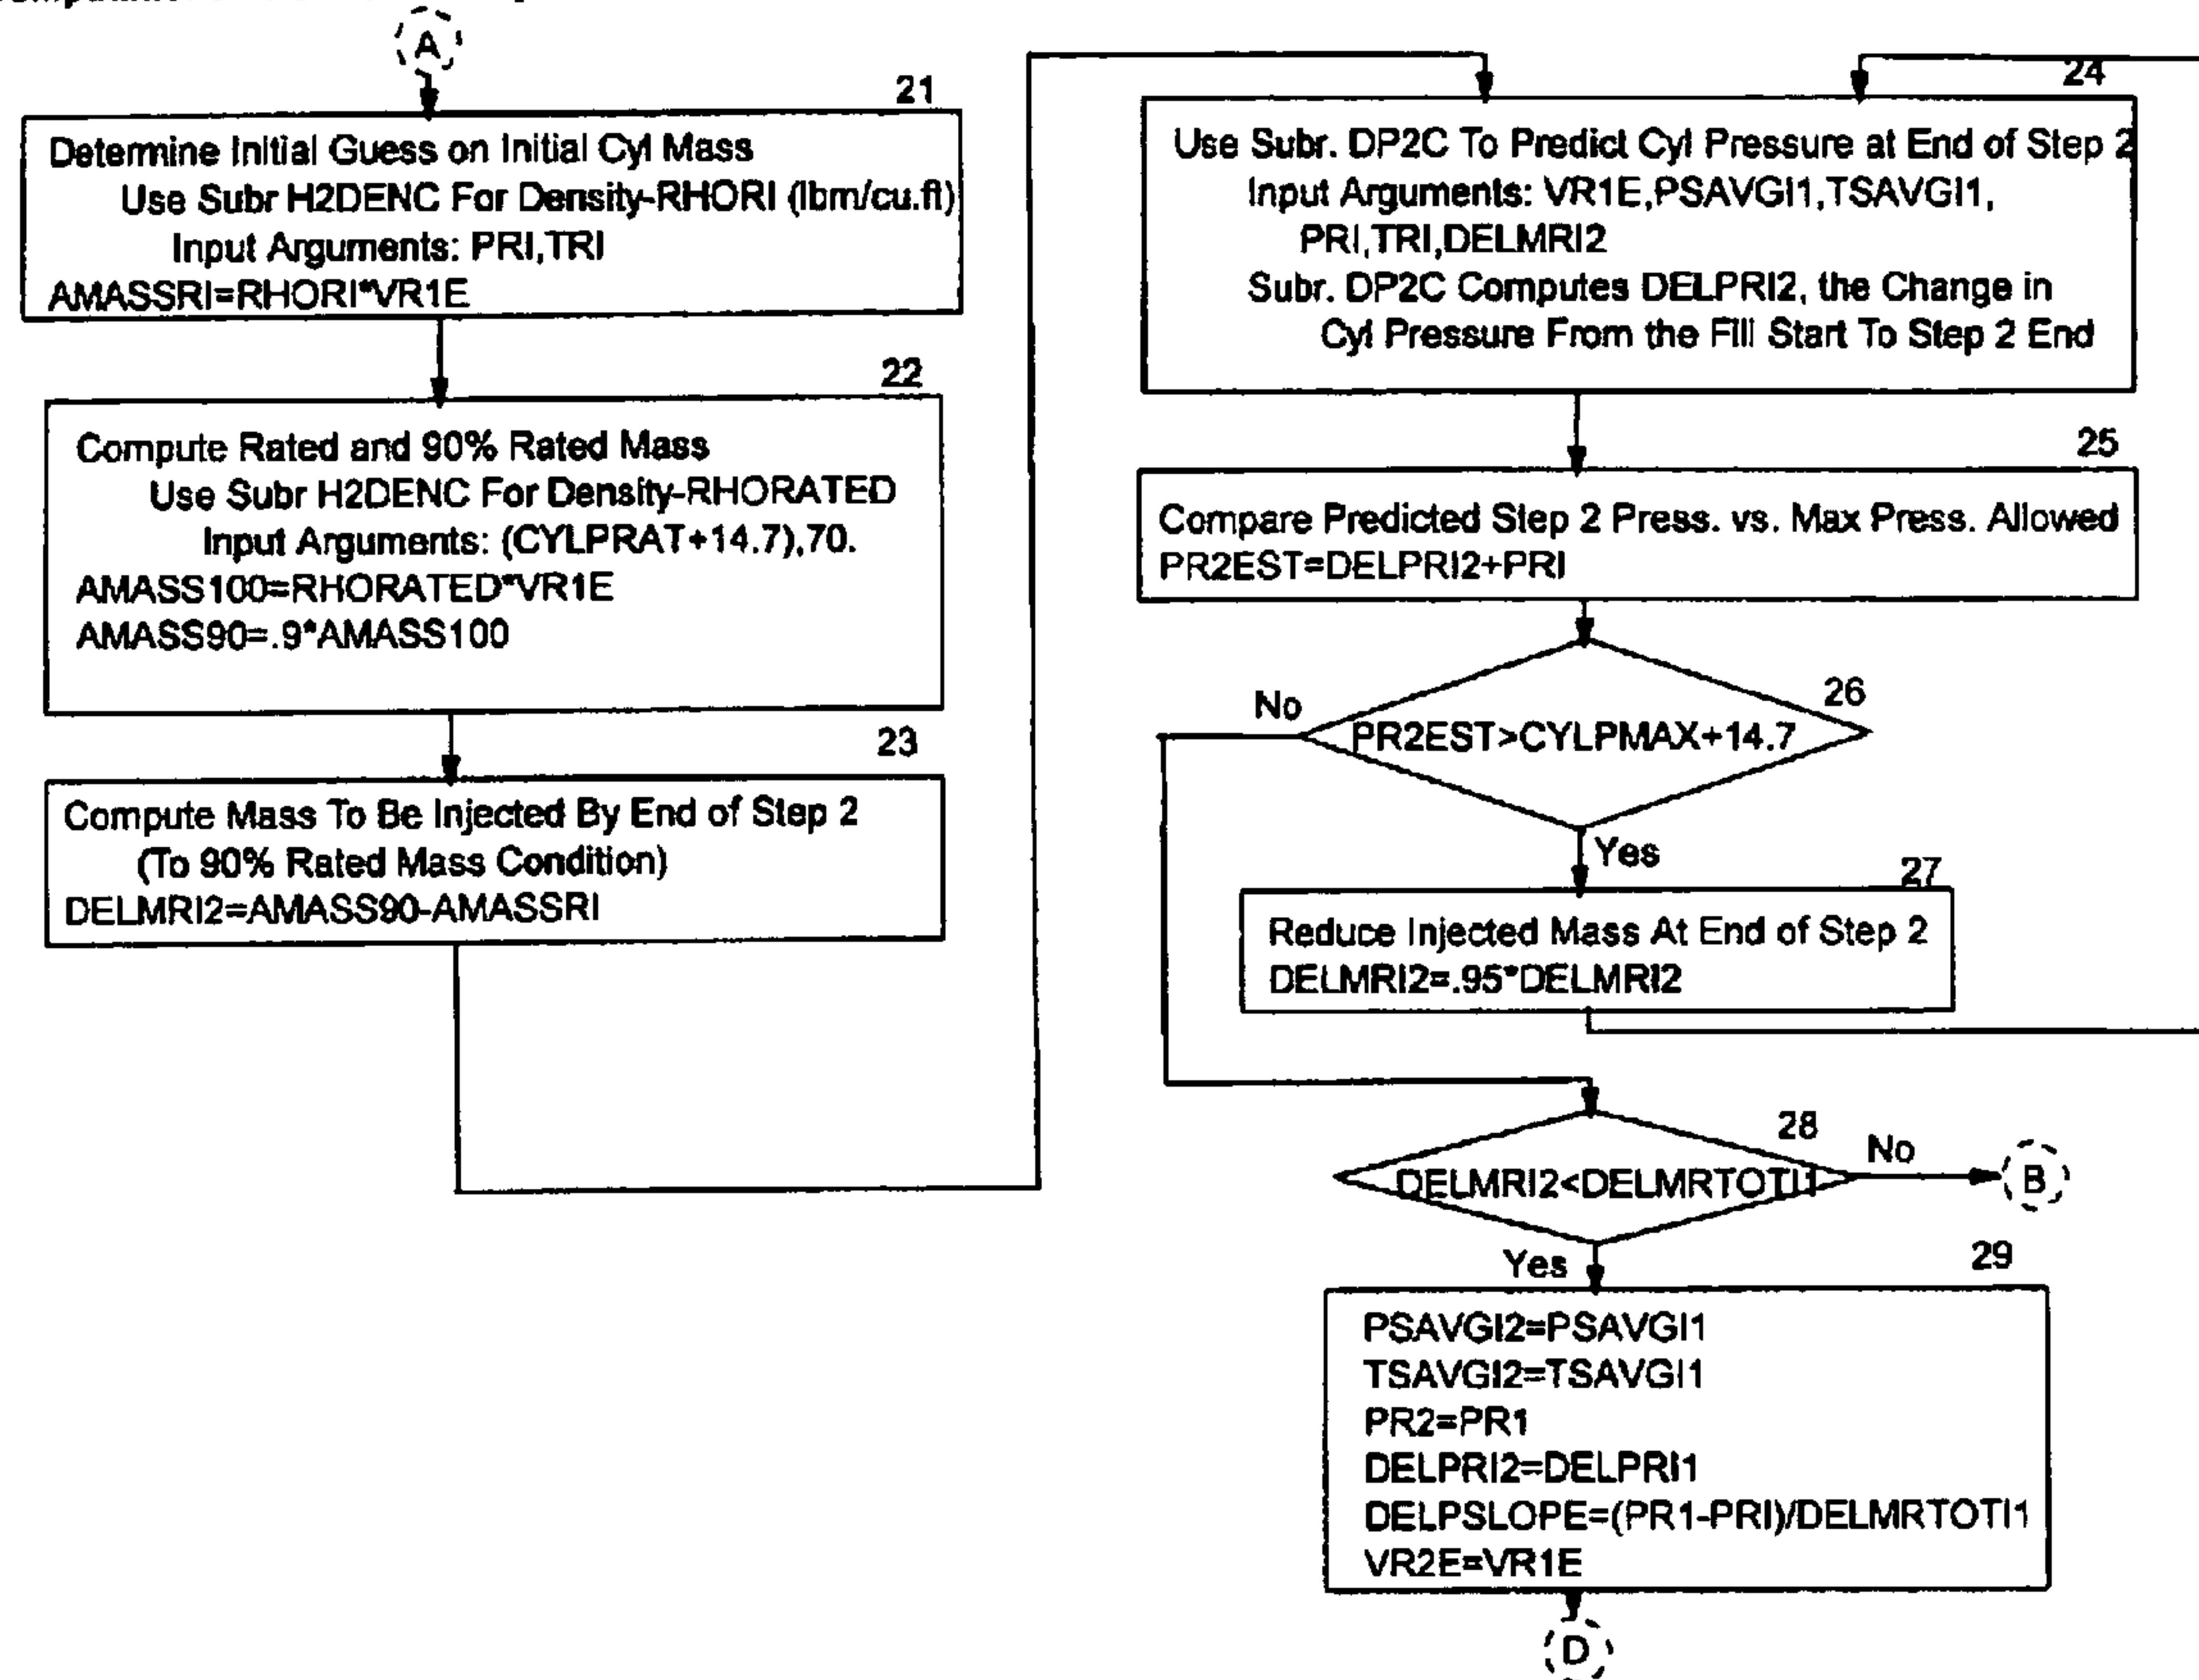 A
21
Determine Initial Guess on Initial Cyl Mass
Use Subr H2DENC For Density-RHORI (lbm/cu.ft)
Input Arguments: PRI,TRI
AMASSRI=RHORI*VR1E
22
Compute Rated and 90% Rated Mass
Use Subr H2DENC For Density-RHORATED
Input Arguments: (CYLPRAT+14.7),70.
AMASS100=RHORATED*VR1E
AMASS90=.9*AMASS100
23
Compute Mass To Be Injected By End of Step 2
(To 90% Rated Mass Condition)
DELMRI2=AMASS90-AMASSRI
24
Use Subr. DP2C To Predict Cyl Pressure at End of Step 2
Input Arguments: VR1E,PSAVGI1,TSAVGI1,
PRI,TRI,DELMRI2
Subr. DP2C Computes DELPRI2, the Change in
Cyl Pressure From the Fill Start To Step 2 End
25
Compare Predicted Step 2 Press. vs. Max Press. Allowed
PR2EST=DELPRI2+PRI
26
No
PR2EST>CYLPMAX+14.7
Yes
27
Reduce Injected Mass At End of Step 2
DELMRI2=.95*DELMRI2
28
No
DELMRI2<DELMRTOTI1
B
Yes
29
PSAVGI2=PSAVGI1
TSAVGI2=TSAVGI1
PR2=PR1
DELPRI2=DELPRI1
DELPSLOPE=(PR1-PRI)/DELMRTOTI1
VR2E=VR1E
D